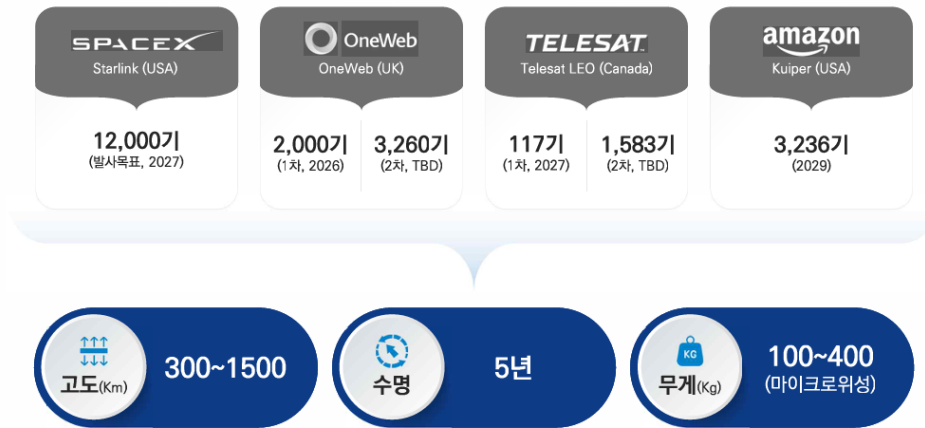 SPACEX
Starlink (USA)
12,000기
(발사목표, 2027)
OneWeb
OneWeb (UK)
2,000기
(1차, 2026)
3,260기
(2차, TBD)
TELESAT
Telesat LEO (Canada)
117기
(1차, 2027)
1,583기
(2차, TBD)
amazon
Kuiper (USA)
3,236기
(2029)
고도(Km)
300~1500
수명
5년
KG
무게(Kg)
100~400
(마이크로위성)